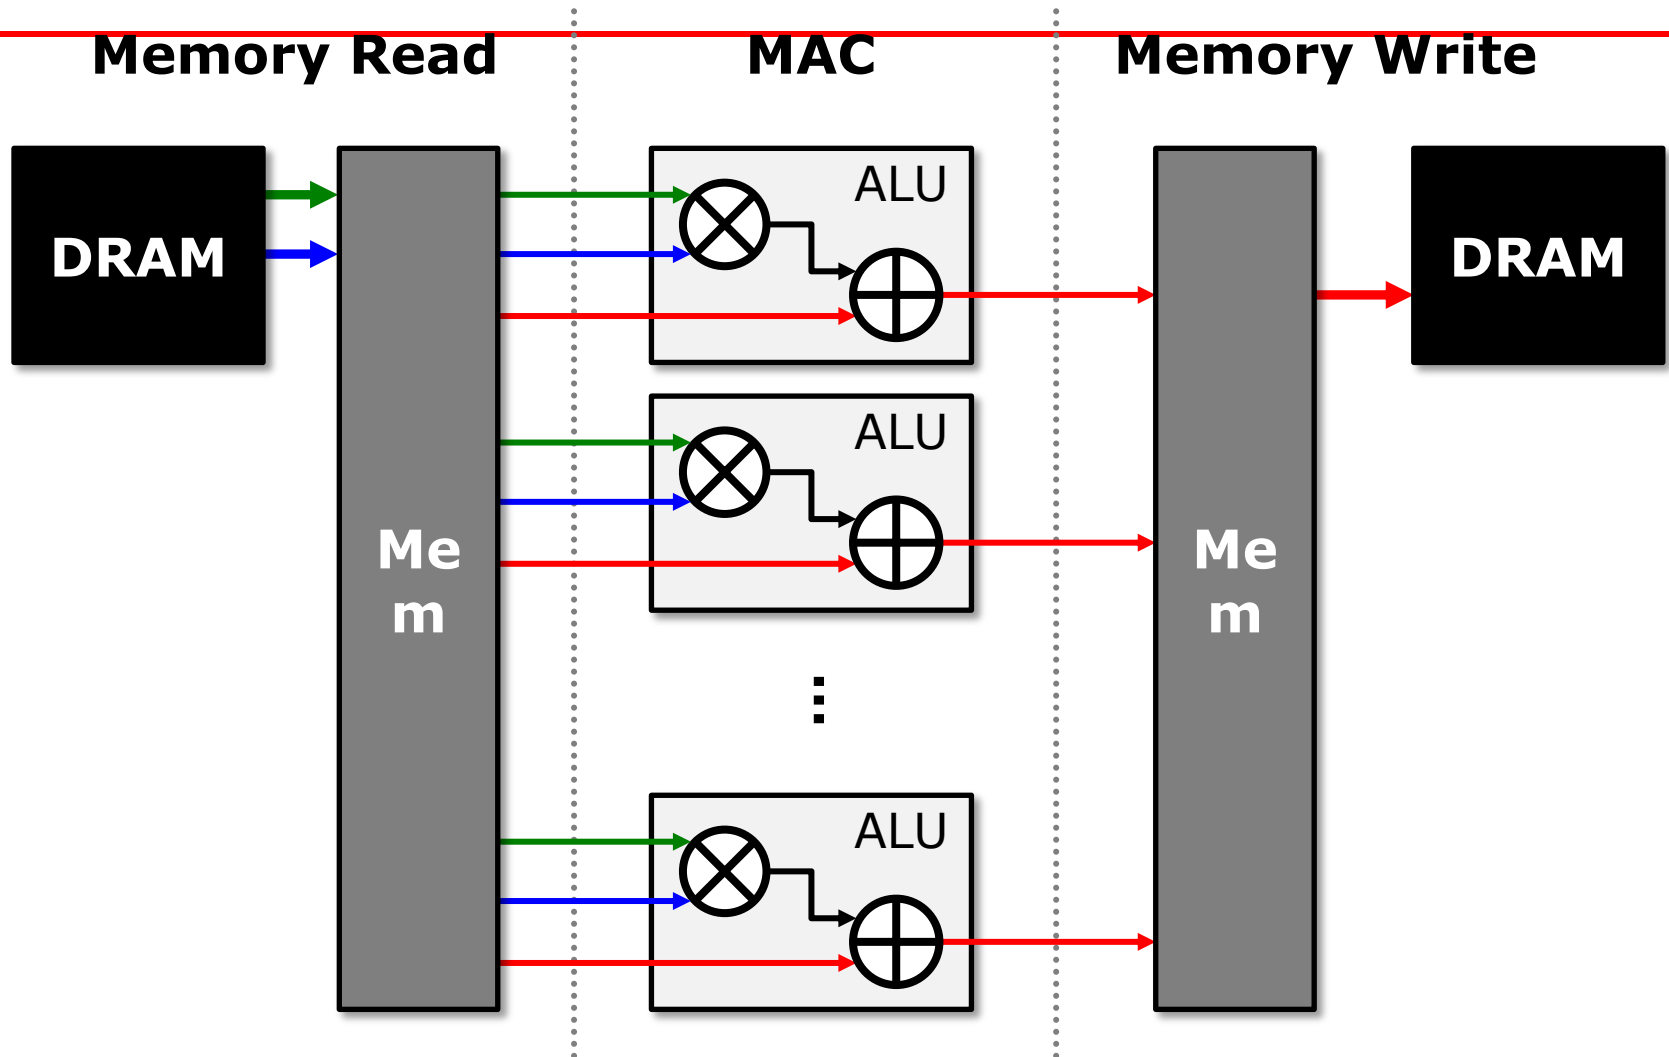 Memory Read
MAC
Memory Write
DRAM
Me
m
ALU
ALU
ALU
Me
m
DRAM